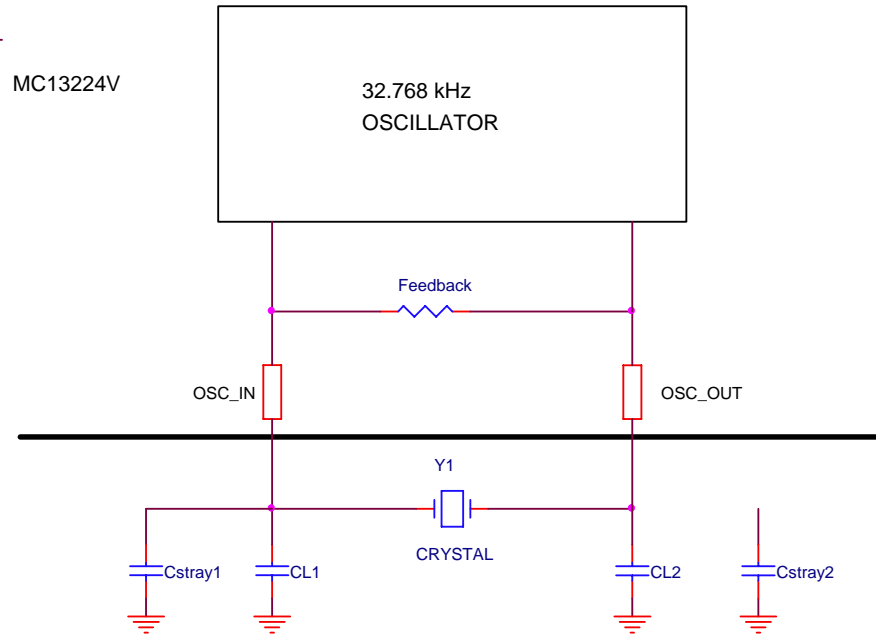 MC13224V
32.768 kHz
OSCILLATOR
Feedback
OSC_IN
OSC_OUT
Y1
CRYSTAL
Cstray1
CL1
CL2
Cstray2